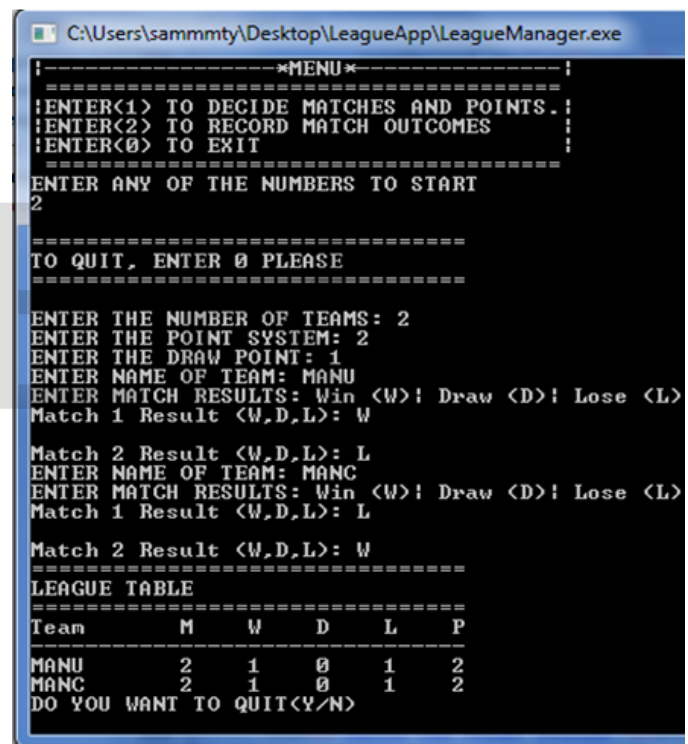 C:\Users\sammmty\Desktop\LeagueApp\LeagueManager.exe
¦------------------*MENU*---------------¦
======================================
¦ENTER(1) TO DECIDE MATCHES AND POINTS.¦
¦ENTER(2) TO RECORD MATCH OUTCOMES ¦
¦ENTER(0) TO EXIT ¦
======================================
ENTER ANY OF THE NUMBERS TO START
2
================================
TO QUIT, ENTER 0 PLEASE
================================
ENTER THE NUMBER OF TEAMS: 2
ENTER THE POINT SYSTEM: 2
ENTER THE DRAW POINT: 1
ENTER NAME OF TEAM: MANU
ENTER MATCH RESULTS: Win (W)¦ Draw (D)¦ Lose (L)
Match 1 Result (W,D,L): W
Match 2 Result (W,D,L): L
ENTER NAME OF TEAM: MANC
ENTER MATCH RESULTS: Win (W)¦ Draw (D)¦ Lose (L)
Match 1 Result (W,D,L): L
Match 2 Result (W,D,L): W
================================
LEAGUE TABLE
================================
Team M W D L P
--------------------------------
MANU 2 1 0 1 2
MANC 2 1 0 1 2
DO YOU WANT TO QUIT(Y/N)